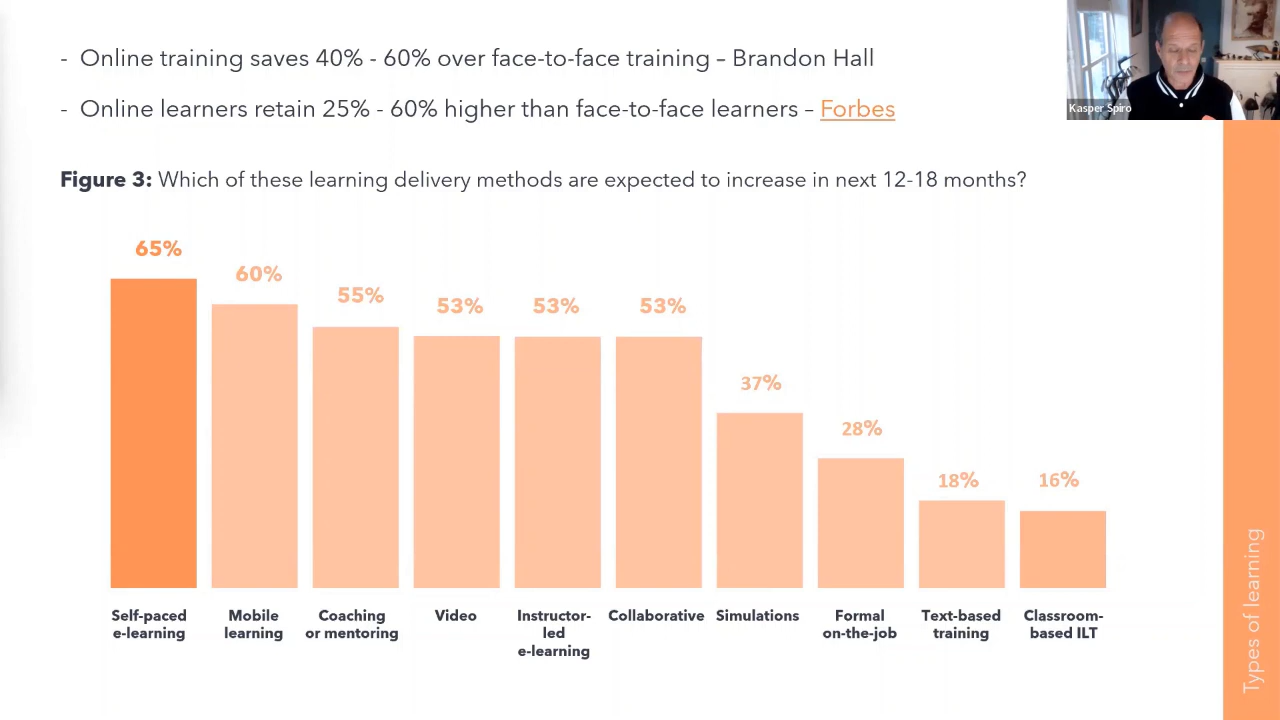 - Online training saves 40% - 60% over face-to-face training – Brandon Hall
- Online learners retain 25% - 60% higher than face-to-face learners – Forbes
Kasper Spiro
Figure 3: Which of these learning delivery methods are expected to increase in next 12-18 months?
65%
60%
55%
53%
53%
53%
37%
28%
18%
16%
Self-paced
e-learning
Mobile
learning
Coaching
or mentoring
Video
Instructor-
led
e-learning
Collaborative
Simulations
Formal
on-the-job
Text-based
training
Classroom-
based ILT
Types of learning